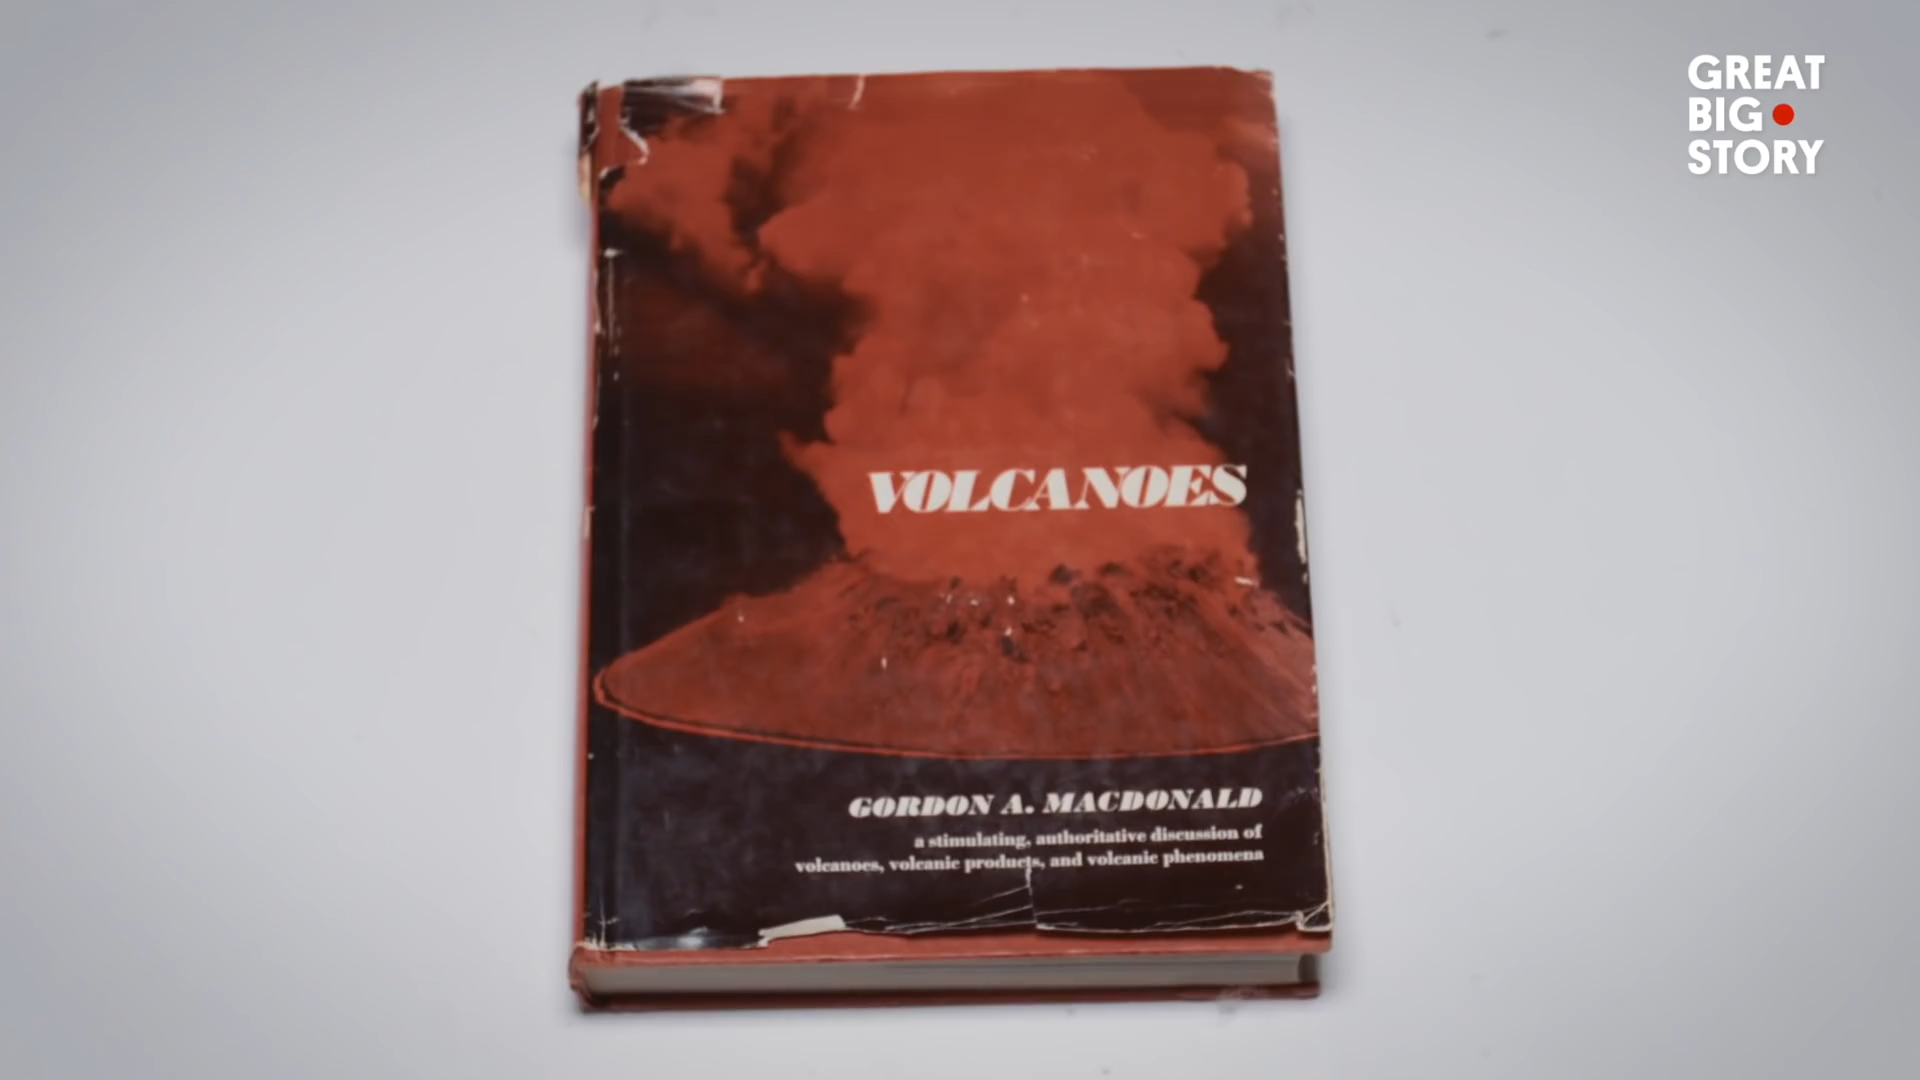 GREAT
BIG
STORY
VOLCANOES
GORDON A. MACDONALD
a stimulating, authoritative discussion of
volcanoes, volcanic products, and volcanic phenomena